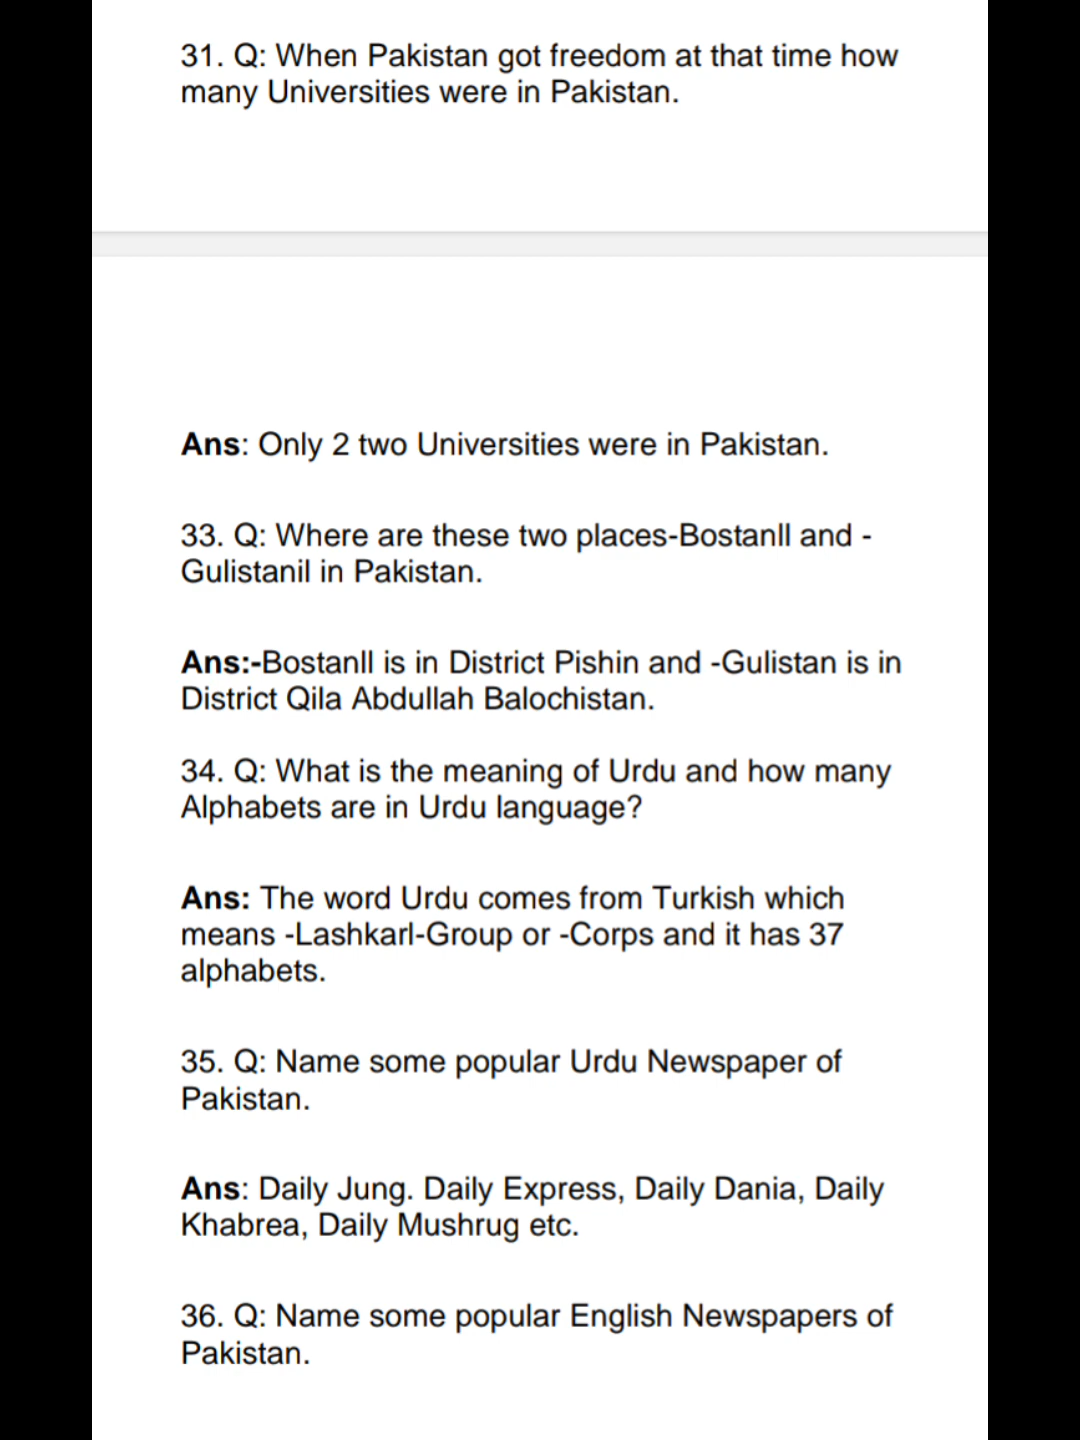 31. Q: When Pakistan got freedom at that time how
many Universities were in Pakistan.
Ans: Only 2 two Universities were in Pakistan.
33. Q: Where are these two places-Bostanll and -
Gulistanil in Pakistan.
Ans:-Bostanll is in District Pishin and -Gulistan is in
District Qila Abdullah Balochistan.
34. Q: What is the meaning of Urdu and how many
Alphabets are in Urdu language?
Ans: The word Urdu comes from Turkish which
means -Lashkarl-Group or -Corps and it has 37
alphabets.
35. Q: Name some popular Urdu Newspaper of
Pakistan.
Ans: Daily Jung. Daily Express, Daily Dania, Daily
Khabrea, Daily Mushrug etc.
36. Q: Name some popular English Newspapers of
Pakistan.